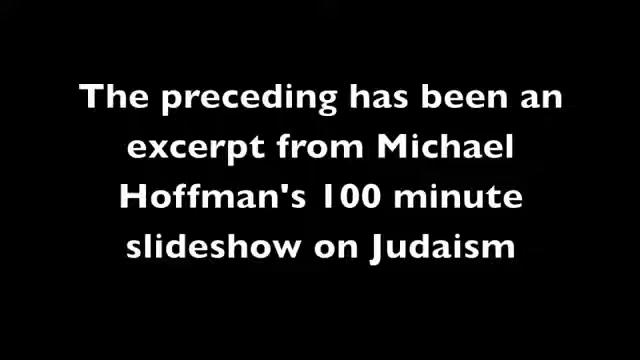 The preceding has been an
excerpt from Michael
Hoffman's 100 minute
slideshow on Judaism